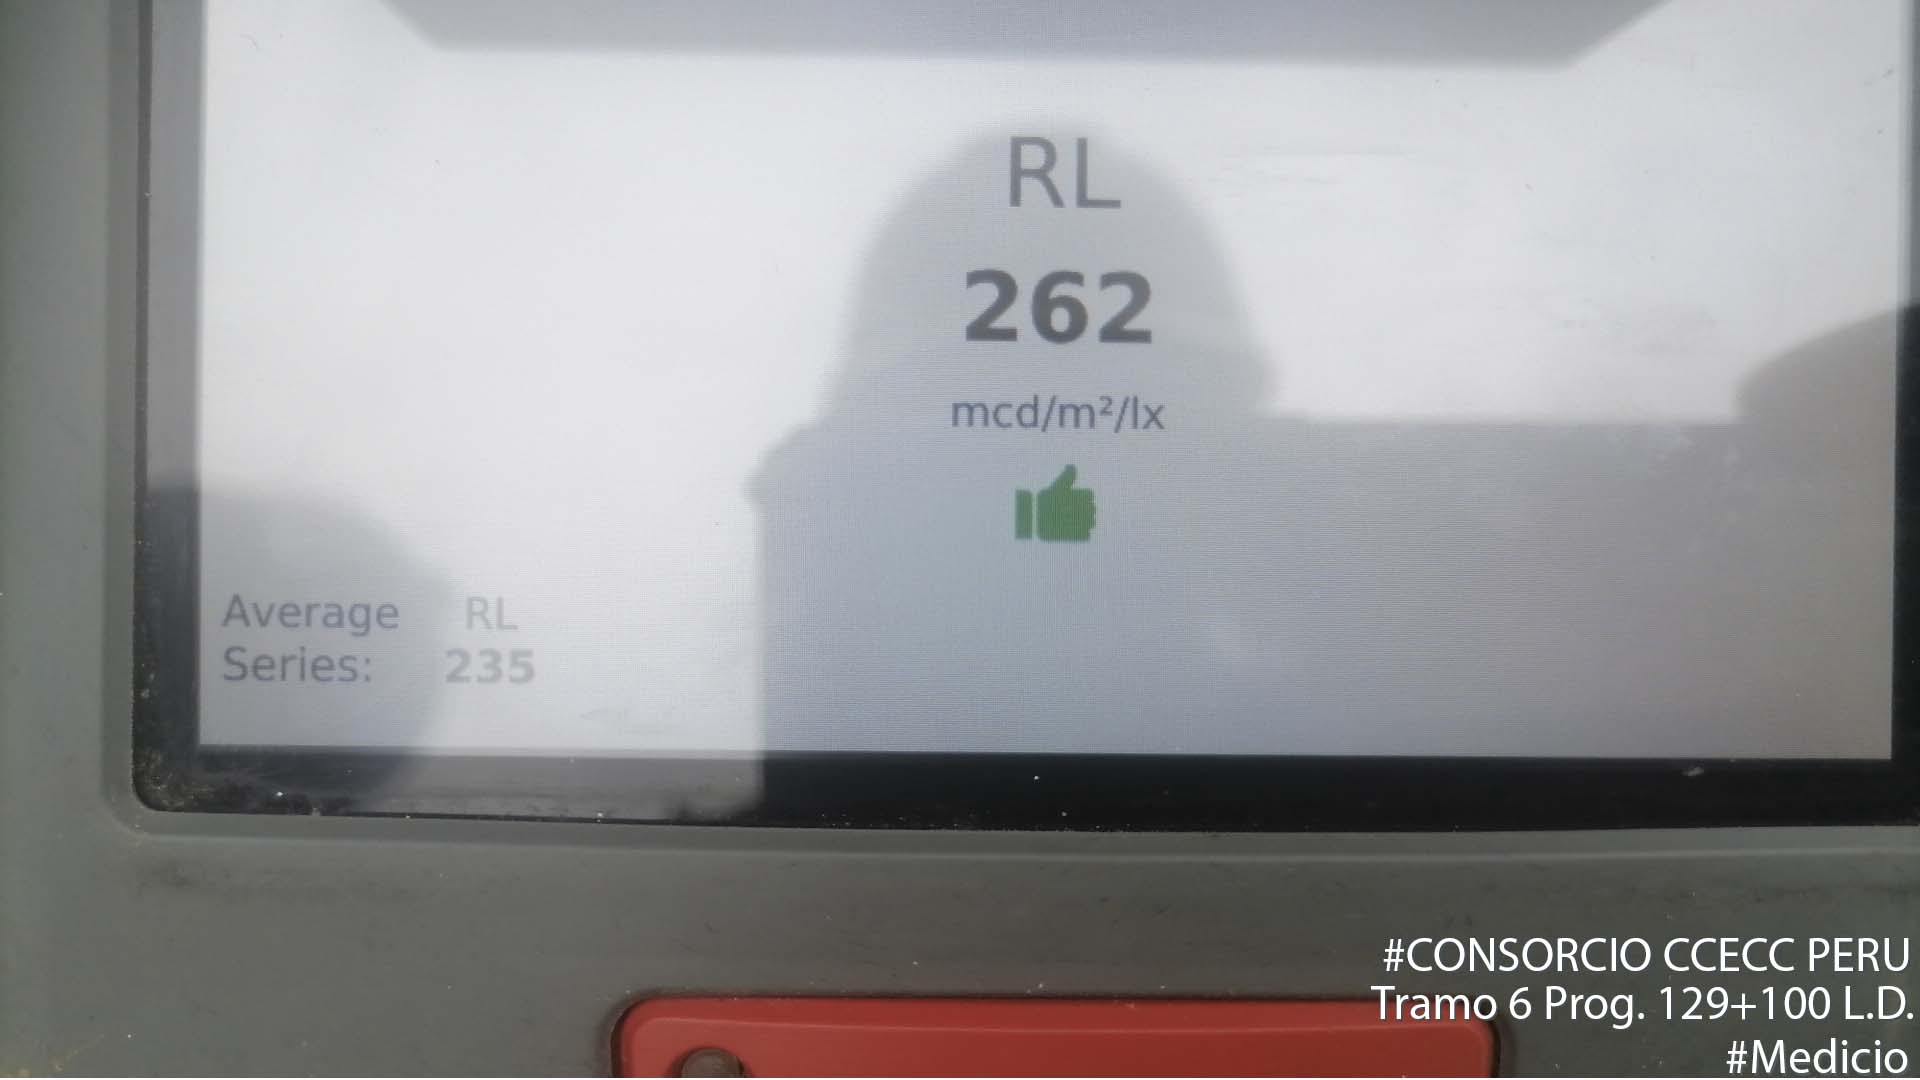 RL
262
mcd/m²/lx
Average RL
Series: 235
#CONSORCIO CCECC PERU
Tramo 6 Prog. 129+100 L.D.
#Medicio